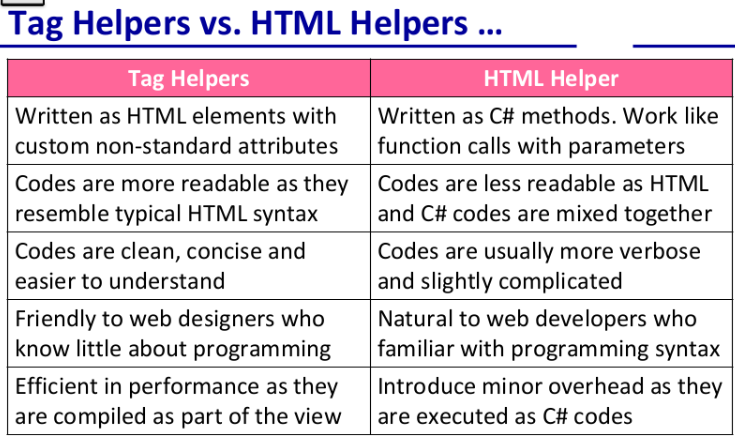 Tag Helpers vs. HTML Helpers ...
Tag Helpers
HTML Helper
Written as HTML elements with
custom non-standard attributes
Written as C# methods. Work like
function calls with parameters
Codes are more readable as they
resemble typical HTML syntax
Codes are less readable as HTML
and C# codes are mixed together
Codes are clean, concise and
easier to understand
Codes are usually more verbose
and slightly complicated
Friendly to web designers who
know little about programming
Natural to web developers who
familiar with programming syntax
Efficient in performance as they
are compiled as part of the view
Introduce minor overhead as they
are executed as C# codes